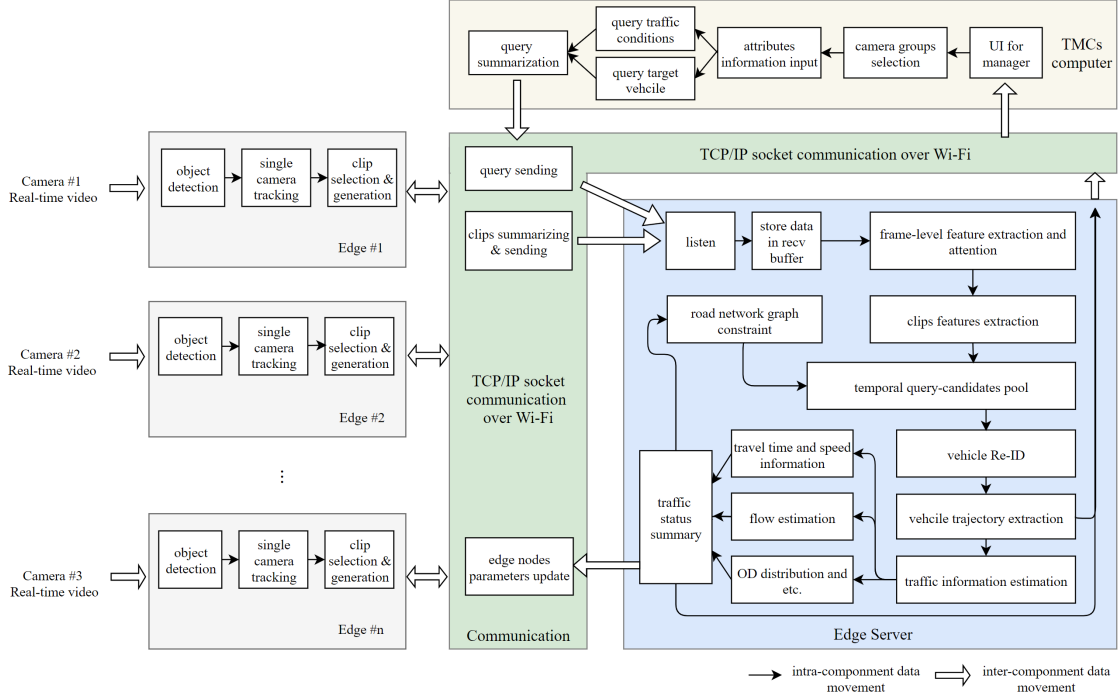 query traffic
conditions
query
summarization
query target
vehcile
attributes
information input
camera groups
selection
UI for
manager
TMCs
computer
TCP/IP socket communication over Wi-Fi
query sending
clips summarizing
& sending
TCP/IP socket
communication
over Wi-Fi
edge nodes
parameters update
Communication
Camera #1
Real-time video
object
detection
single
camera
tracking
clip
selection &
generation
Edge #1
Camera #2
Real-time video
object
detection
single
camera
tracking
clip
selection &
generation
Edge #2
...
Camera #3
Real-time video
object
detection
single
camera
tracking
clip
selection &
generation
Edge #n
listen
store data
in recv
buffer
frame-level feature extraction and
attention
road network graph
constraint
clips features extraction
temporal query-candidates pool
travel time and speed
information
vehicle Re-ID
traffic
status
summary
flow estimation
vehcile trajectory extraction
OD distribution and
etc.
traffic information estimation
Edge Server
intra-componment data
movement
inter-componment data
movement